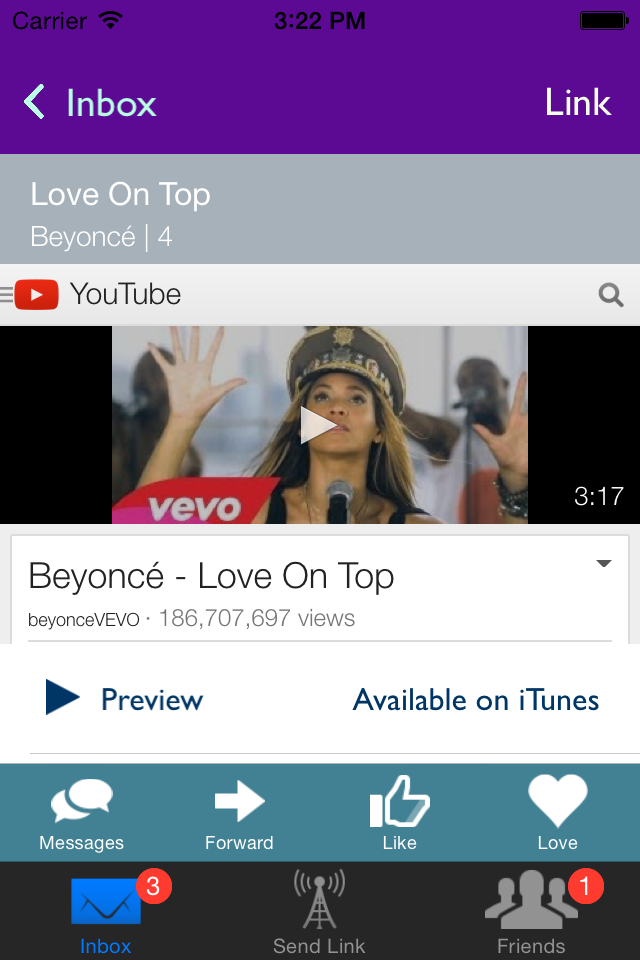 Carrier 3:22 PM
Inbox Link
Love On Top
Beyoncé | 4
YouTube
vevo
3:17
Beyoncé - Love On Top
beyonceVEVO · 186,707,697 views
Preview Available on iTunes
Messages Forward Like Love
3 1
Inbox Send Link Friends